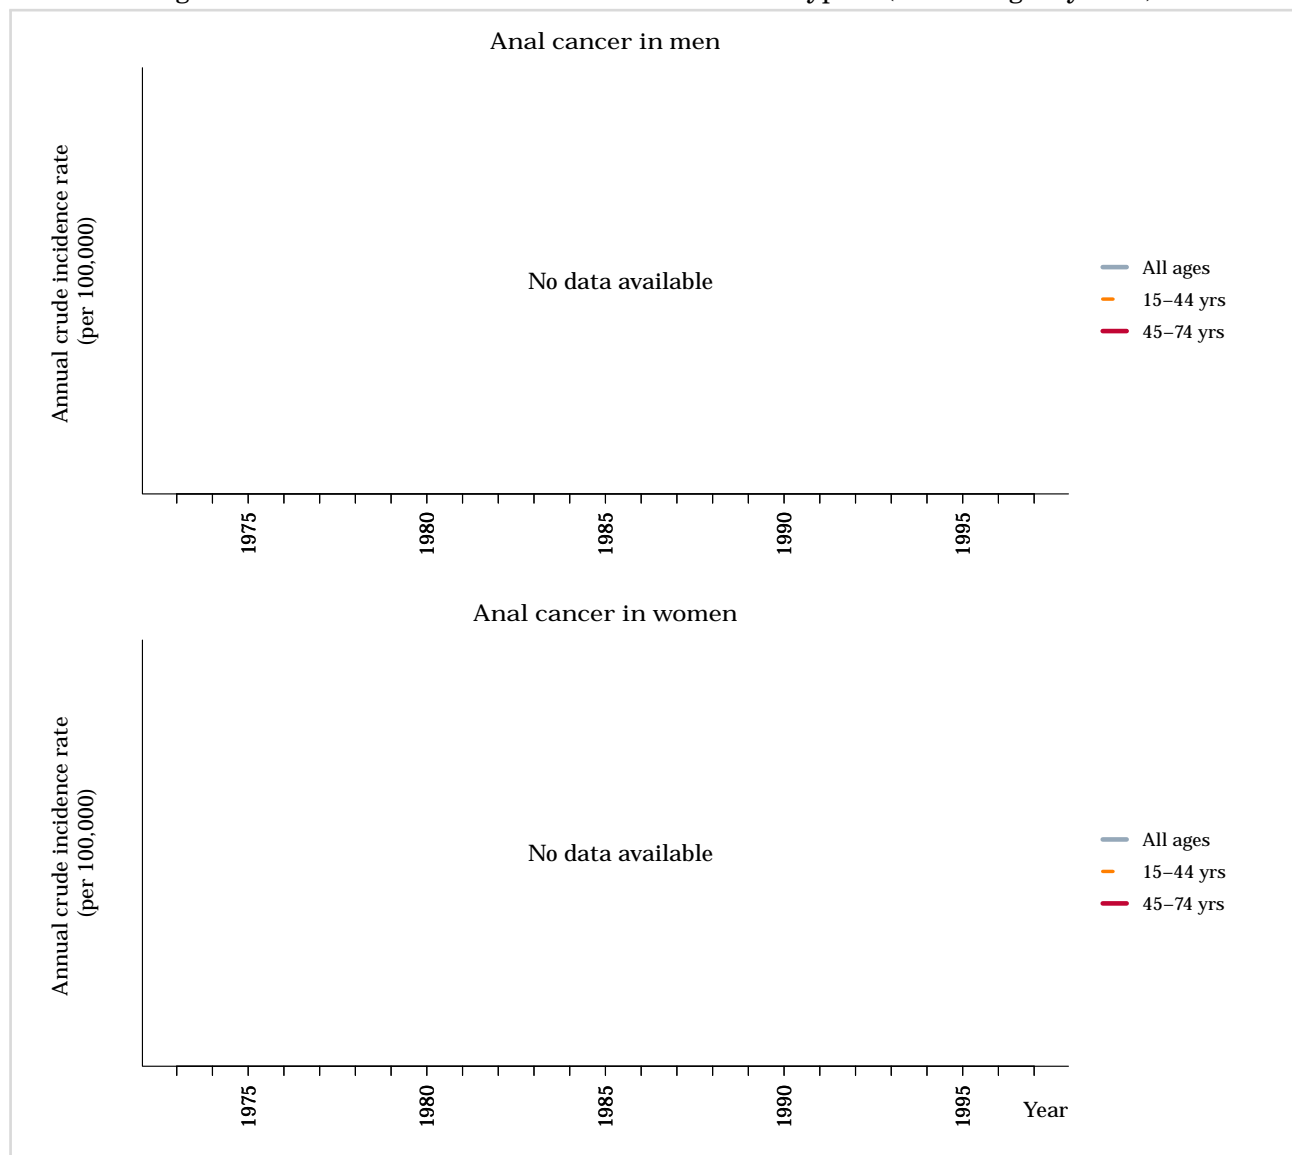 Anal cancer in men
Annual crude incidence rate
(per 100,000)
No data available
All ages
15–44 yrs
45–74 yrs
1975
1980
1985
1990
1995
Anal cancer in women
Annual crude incidence rate
(per 100,000)
No data available
All ages
15–44 yrs
45–74 yrs
1975
1980
1985
1990
1995
Year